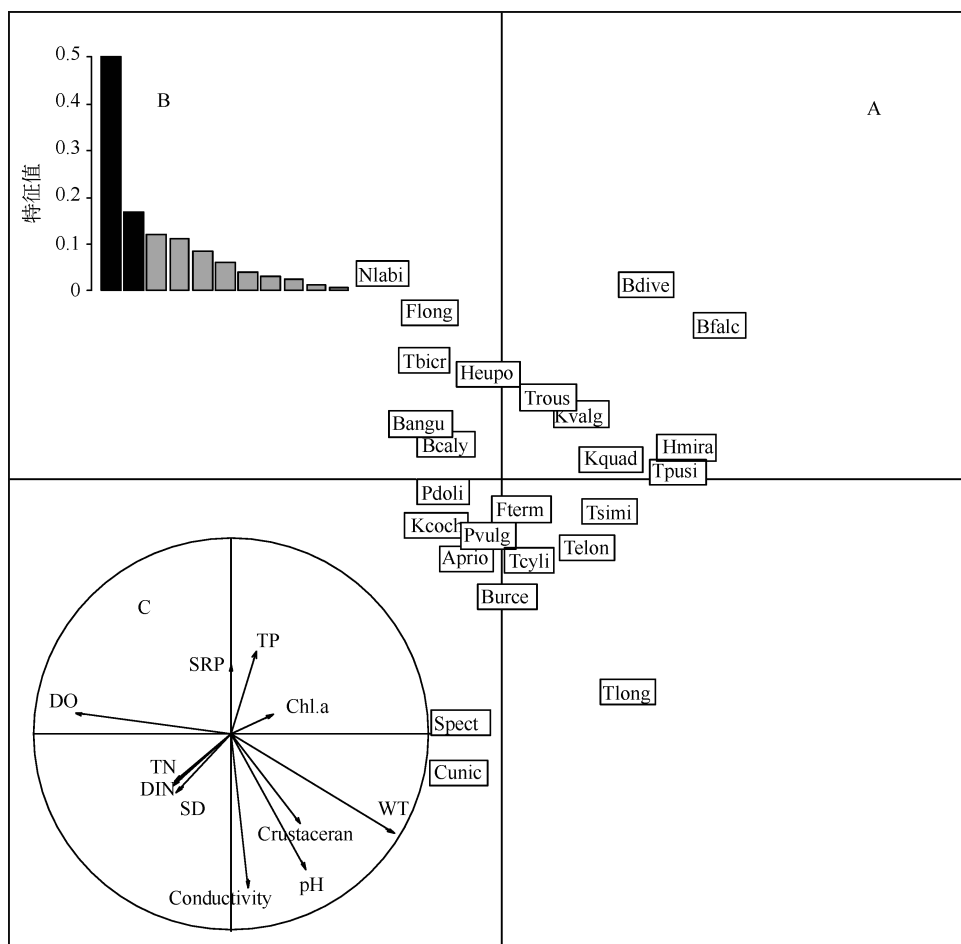 0.5
B
A
0.4
0.3
特征值
0.2
0.1
0
Nlabi
Bdive
Flong
Bfalc
Tbicr
Heupo
Trous
Kvalg
Bangu
Bcaly
Hmira
Kquad
Tpusi
Pdoli
Fterm
Tsimi
Kcoch
Pvulg
Telon
Aprio
Tcyli
Burce
C
TP
SRP
DO
Chl.a
Tlong
Spect
TN
Cunic
DIN
SD
WT
Crustaceran
pH
Conductivity